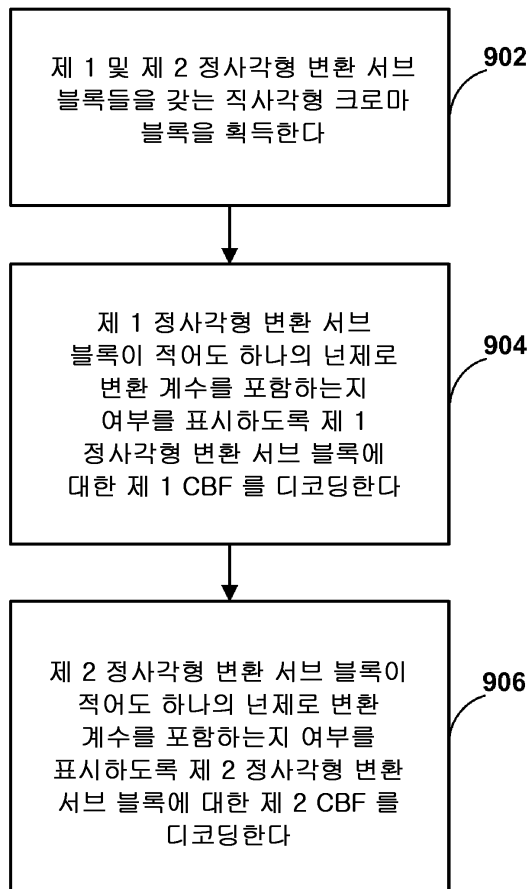 제 1 및 제 2 정사각형 변환 서브
블록들을 갖는 직사각형 크로마
블록을 획득한다
902
제 1 정사각형 변환 서브
블록이 적어도 하나의 넌제로
변환 계수를 포함하는지
여부를 표시하도록 제 1
정사각형 변환 서브 블록에
대한 제 1 CBF 를 디코딩한다
904
제 2 정사각형 변환 서브 블록이
적어도 하나의 넌제로 변환
계수를 포함하는지 여부를
표시하도록 제 2 정사각형 변환
서브 블록에 대한 제 2 CBF 를
디코딩한다
906